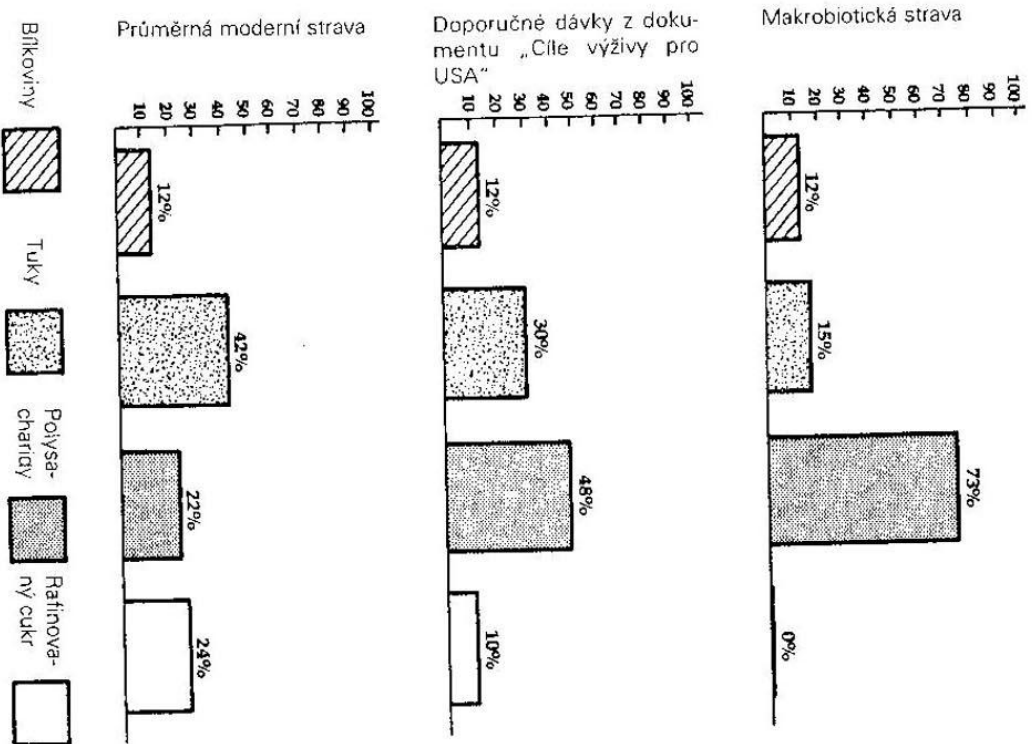 Průměrná moderní strava
10 20 30 40 50 60 70 80 90 100
12%
42%
22%
24%
Doporučné dávky z doku-
mentu „Cíle výživy pro
USA“
10 20 30 40 50 60 70 80 90 100
12%
30%
48%
10%
Makrobiotická strava
10 20 30 40 50 60 70 80 90 100
12%
15%
73%
0%
Bílkoviny
Tuky
Polysa-
charidy
Rafinova-
ný cukr